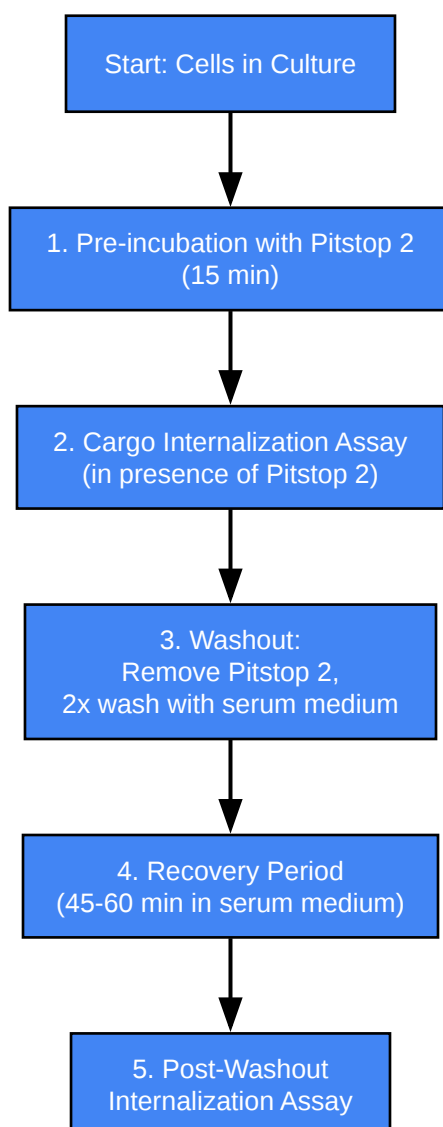 Start: Cells in Culture
1. Pre-incubation with Pitstop 2
(15 min)
2. Cargo Internalization Assay
(in presence of Pitstop 2)
3. Washout:
Remove Pitstop 2,
2x wash with serum medium
4. Recovery Period
(45-60 min in serum medium)
5. Post-Washout
Internalization Assay